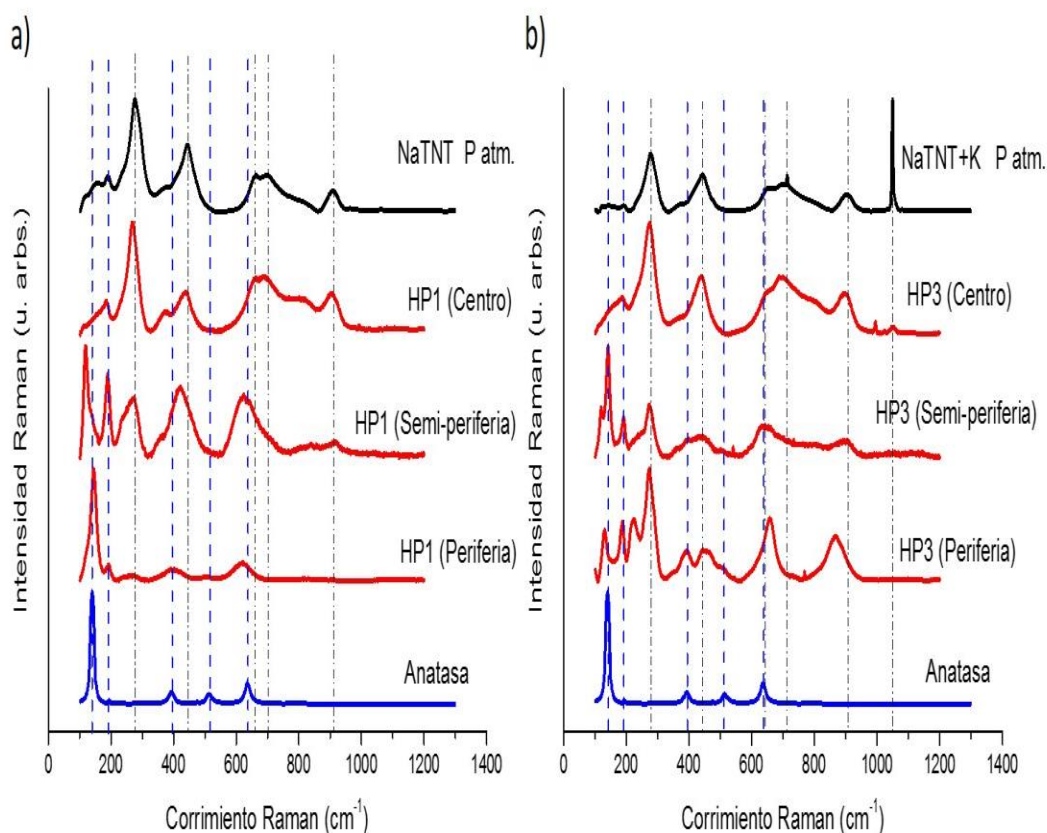 a)
Intensidad Raman (u. arbs.)
NaTNT P atm.
HP1 (Centro)
HP1 (Semi-periferia)
HP1 (Periferia)
Anatasa
0 200 400 600 800 1000 1200 1400
Corrimiento Raman (cm⁻¹)
b)
Intensidad Raman (u. arbs.)
NaTNT+K P atm.
HP3 (Centro)
HP3 (Semi-periferia)
HP3 (Periferia)
Anatasa
0 200 400 600 800 1000 1200 1400
Corrimiento Raman (cm⁻¹)